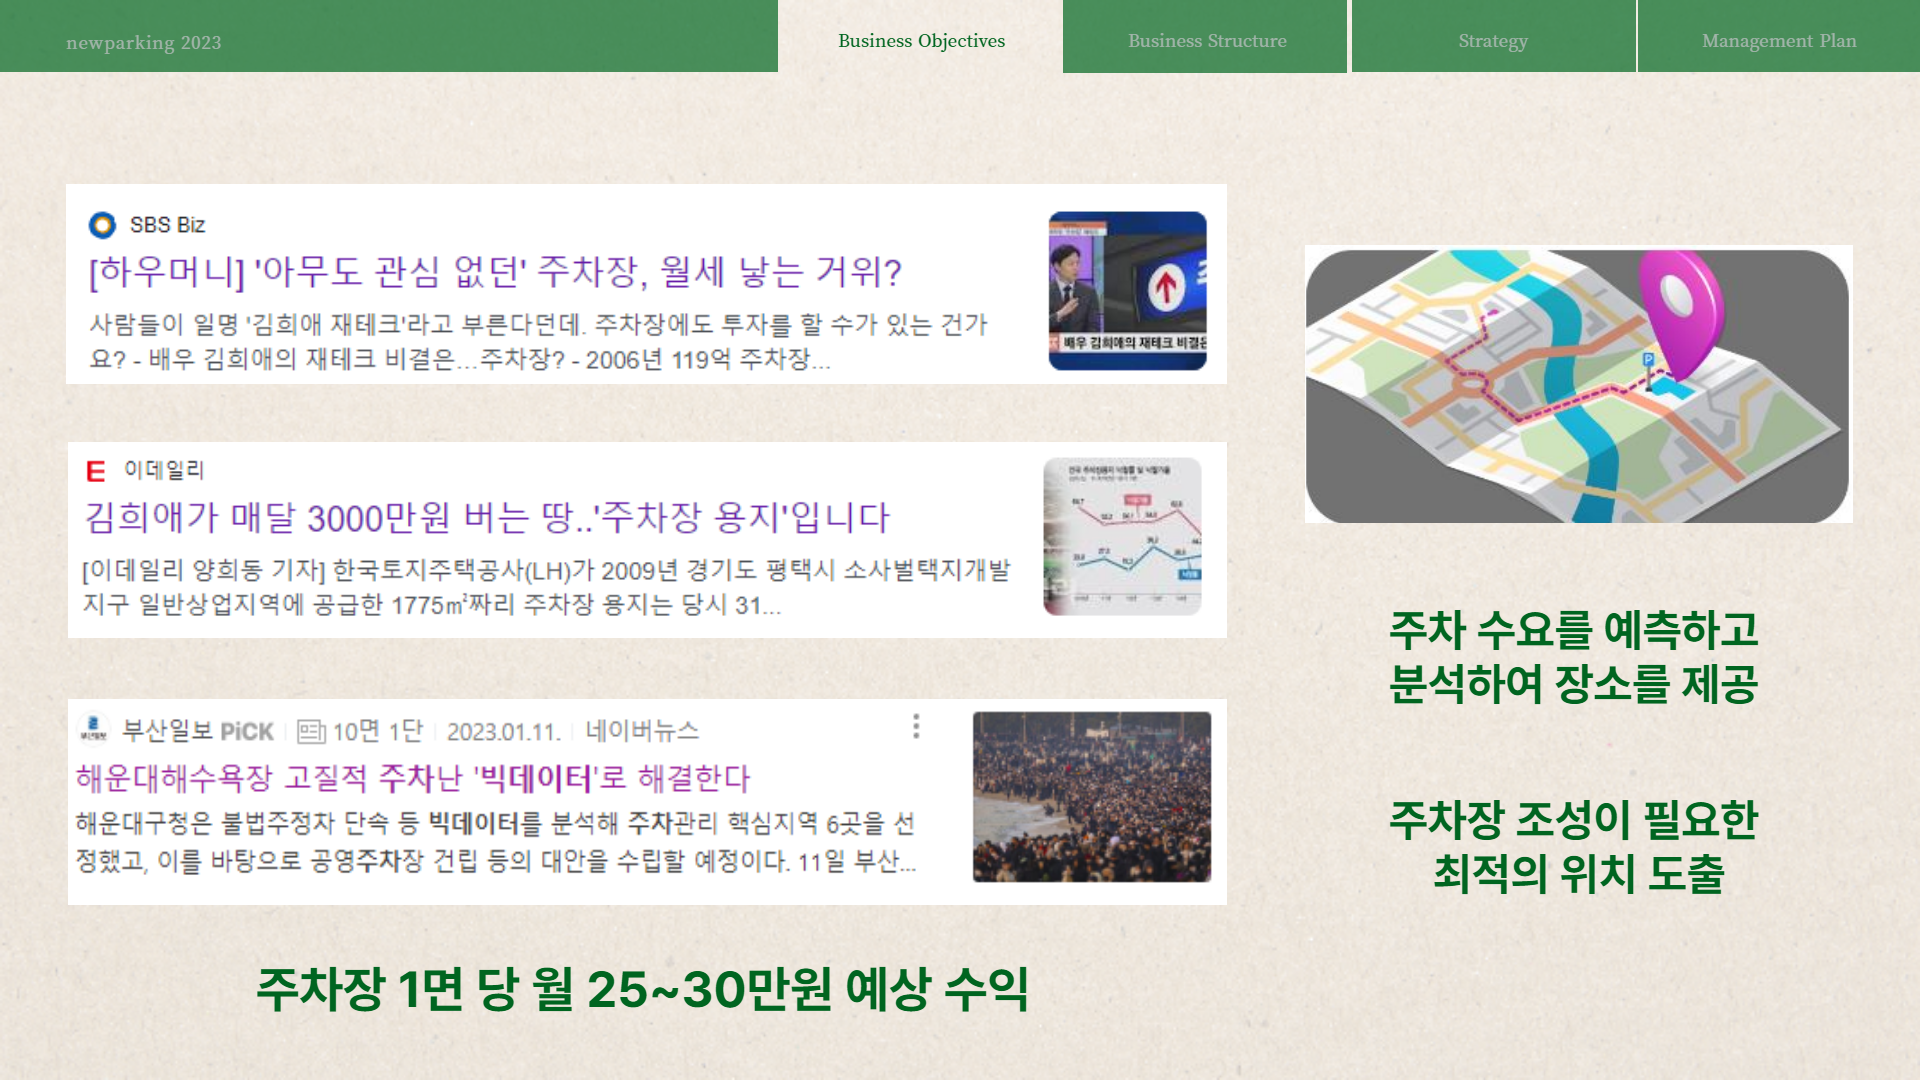 newparking 2023
Business Objectives
Business Structure
Strategy
Management Plan
SBS Biz
[하우머니] '아무도 관심 없던' 주차장, 월세 낳는 거위?
사람들이 일명 '김희애 재테크'라고 부른다던데. 주차장에도 투자를 할 수가 있는 건가
요? - 배우 김희애의 재테크 비결은…주차장? - 2006년 119억 주차장...
배우 김희애의 재테크 비결은
E 이데일리
김희애가 매달 3000만원 버는 땅..'주차장 용지'입니다
[이데일리 양희동 기자] 한국토지주택공사(LH)가 2009년 경기도 평택시 소사벌택지개발
지구 일반상업지역에 공급한 1775㎡짜리 주차장 용지는 당시 31...
부산일보 PiCK 10면 1단 2023.01.11. 네이버뉴스
해운대해수욕장 고질적 주차난 '빅데이터'로 해결한다
해운대구청은 불법주정차 단속 등 빅데이터를 분석해 주차관리 핵심지역 6곳을 선
정했고, 이를 바탕으로 공영주차장 건립 등의 대안을 수립할 예정이다. 11일 부산...
주차장 1면 당 월 25~30만원 예상 수익
P
주차 수요를 예측하고
분석하여 장소를 제공
주차장 조성이 필요한
최적의 위치 도출